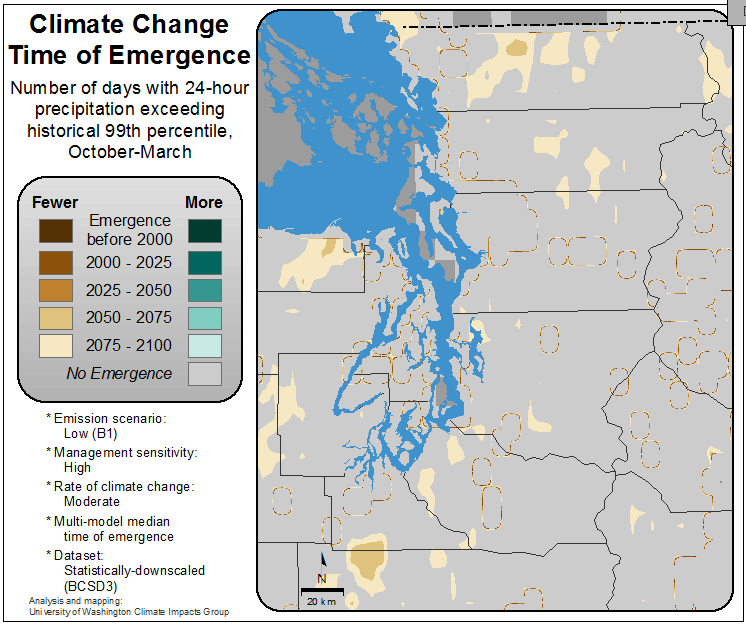 Climate Change
Time of Emergence
Number of days with 24-hour
precipitation exceeding
historical 99th percentile,
October-March
Fewer More
Emergence
before 2000
2000 - 2025
2025 - 2050
2050 - 2075
2075 - 2100
No Emergence
* Emission scenario:
Low (B1)
* Management sensitivity:
High
* Rate of climate change:
Moderate
* Multi-model median
time of emergence
* Dataset:
Statistically-downscaled
(BCSD3)
Analysis and mapping:
University of Washington Climate Impacts Group
N
20 km